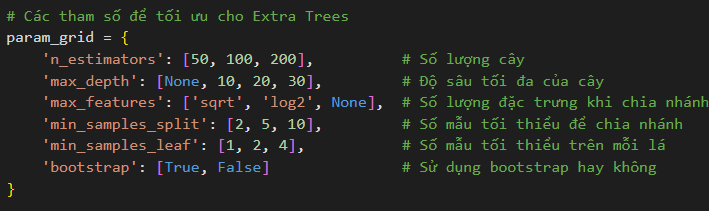 # Các tham số để tối ưu cho Extra Trees
param_grid = {
    'n_estimators': [50, 100, 200],           # Số lượng cây
    'max_depth': [None, 10, 20, 30],          # Độ sâu tối đa của cây
    'max_features': ['sqrt', 'log2', None],   # Số lượng đặc trưng khi chia nhánh
    'min_samples_split': [2, 5, 10],          # Số mẫu tối thiểu để chia nhánh
    'min_samples_leaf': [1, 2, 4],            # Số mẫu tối thiểu trên mỗi lá
    'bootstrap': [True, False]                # Sử dụng bootstrap hay không
}